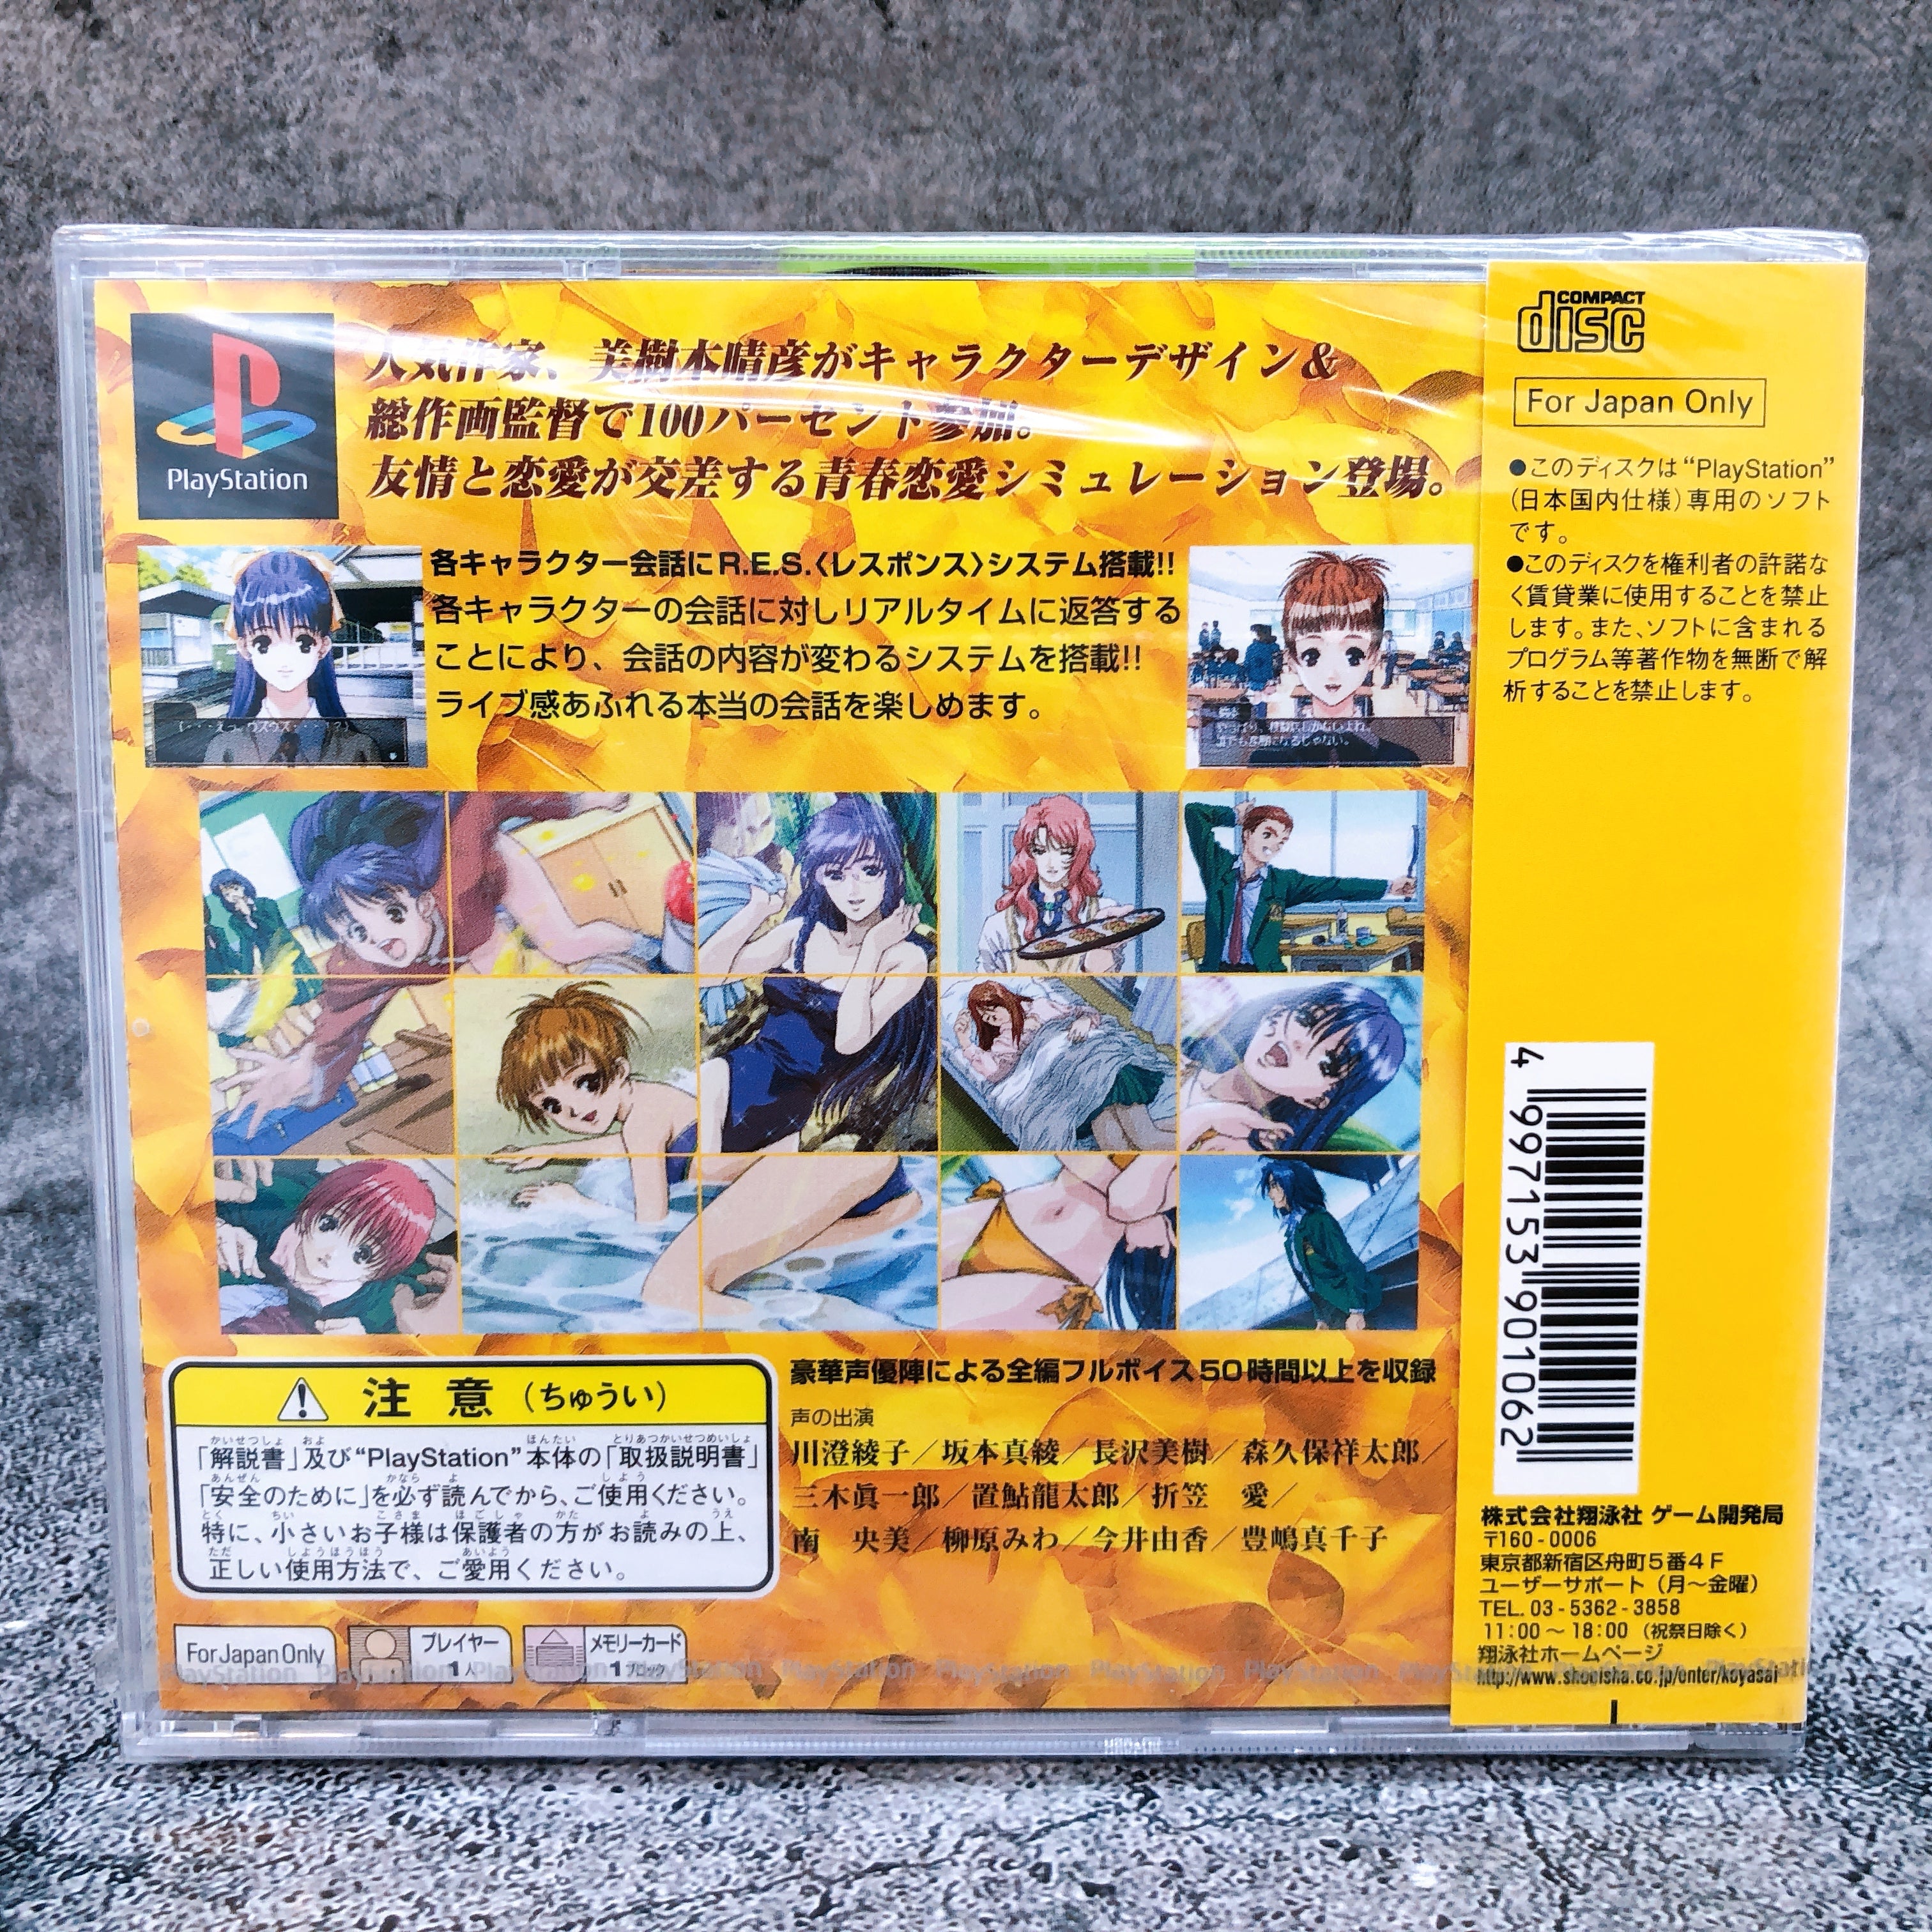 PlayStation
人気作家、美樹本晴彦がキャラクターデザイン&
総作画監督で100パーセント参加。
友情と恋愛が交差する青春恋愛シミュレーション登場。
各キャラクター会話にR.E.S.〈レスポンス〉システム搭載!!
各キャラクターの会話に対しリアルタイムに返答する
ことにより、会話の内容が変わるシステムを搭載!!
ライブ感あふれる本当の会話を楽しめます。
豪華声優陣による全編フルボイス50時間以上を収録
声の出演
川澄綾子／坂本真綾／長沢美樹／森久保祥太郎／
三木眞一郎／置鮎龍太郎／折笠 愛／
南 央美／柳原みわ／今井由香／豊嶋真千子
注意（ちゅうい）
「解説書」及び“PlayStation”本体の「取扱説明書」
「安全のために」を必ず読んでから、ご使用ください。
特に、小さいお子様は保護者の方がお読みの上、
正しい使用方法で、ご愛用ください。
For Japan Only
プレイヤー
1人
メモリーカード
1ブロック
COMPACT
disc
For Japan Only
●このディスクは“PlayStation”
(日本国内仕様)専用のソフト
です。
●このディスクを権利者の許諾な
く賃貸業に使用することを禁止
します。また、ソフトに含まれる
プログラム等著作物を無断で解
析することを禁止します。
4 997153 901062
株式会社翔泳社 ゲーム開発局
〒160-0006
東京都新宿区舟町5番4F
ユーザーサポート（月〜金曜）
TEL. 03-5362-3858
11:00〜18:00（祝祭日除く）
翔泳社ホームページ
http://www.shoeisha.co.jp/enter/koyasai